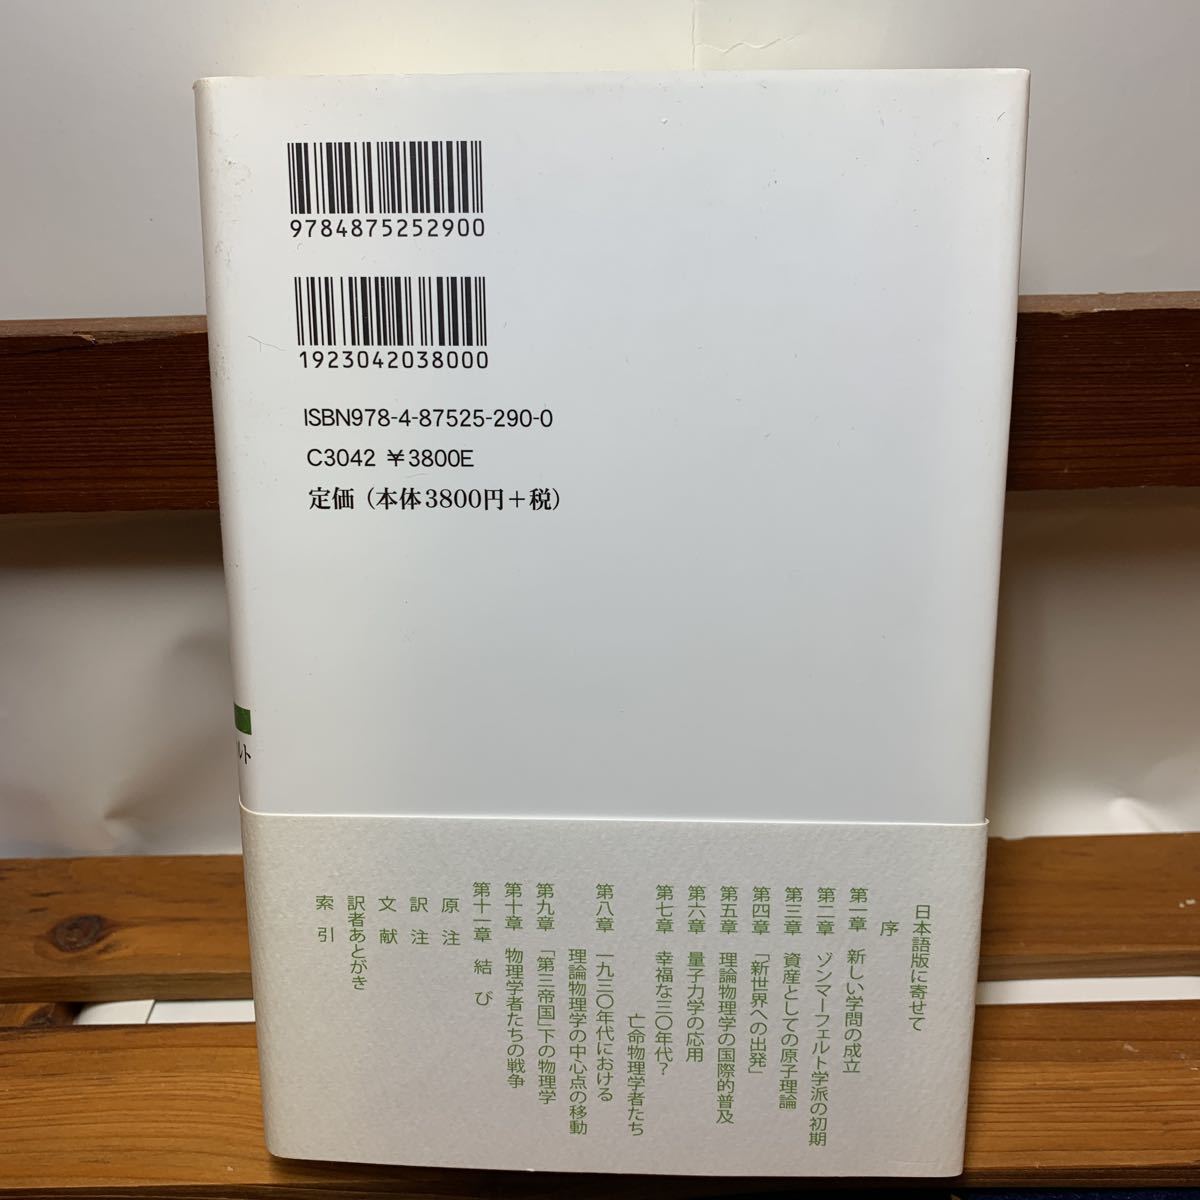 9784875252900
1923042038000
ISBN978-4-87525-290-0
C3042 ¥3800E
定価（本体3800円＋税）
ルト
日本語版に寄せて
序
第一章 新しい学問の成立
第二章 ゾンマーフェルト学派の初期
第三章 資産としての原子理論
第四章 「新世界への出発」
第五章 理論物理学の国際的普及
第六章 量子力学の応用
第七章 幸福な三〇年代？
亡命物理学者たち
第八章 一九三〇年代における
理論物理学の中心点の移動
第九章 「第三帝国」下の物理学
第十章 物理学者たちの戦争
第十一章 結び
原注
訳注
文献
訳者あとがき
索引